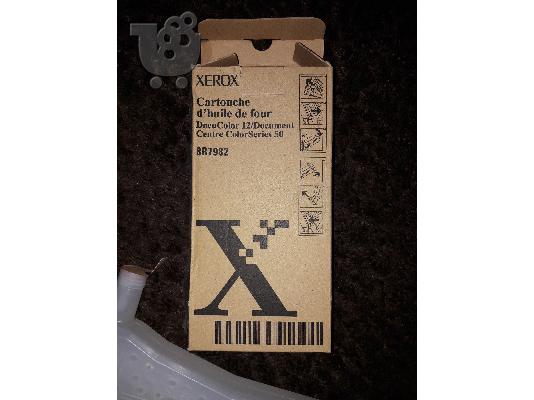 XEROX
Cartouche
d'huile de four
DocuColor 12/Document
Centre ColorSeries 50
8R7982
X